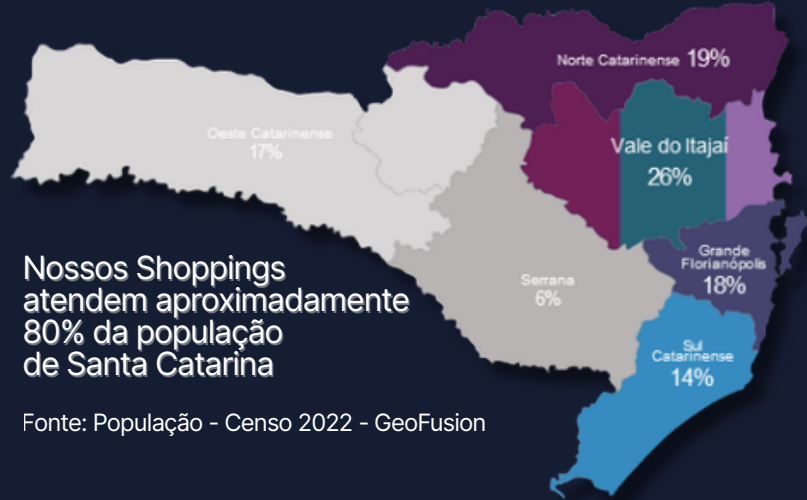 Norte Catarinense 19%
Oeste Catarinense
17%
Vale do Itajaí
26%
Grande
Florianópolis
18%
Serrana
6%
Sul
Catarinense
14%
Nossos Shoppings
atendem aproximadamente
80% da população
de Santa Catarina
Fonte: População - Censo 2022 - GeoFusion